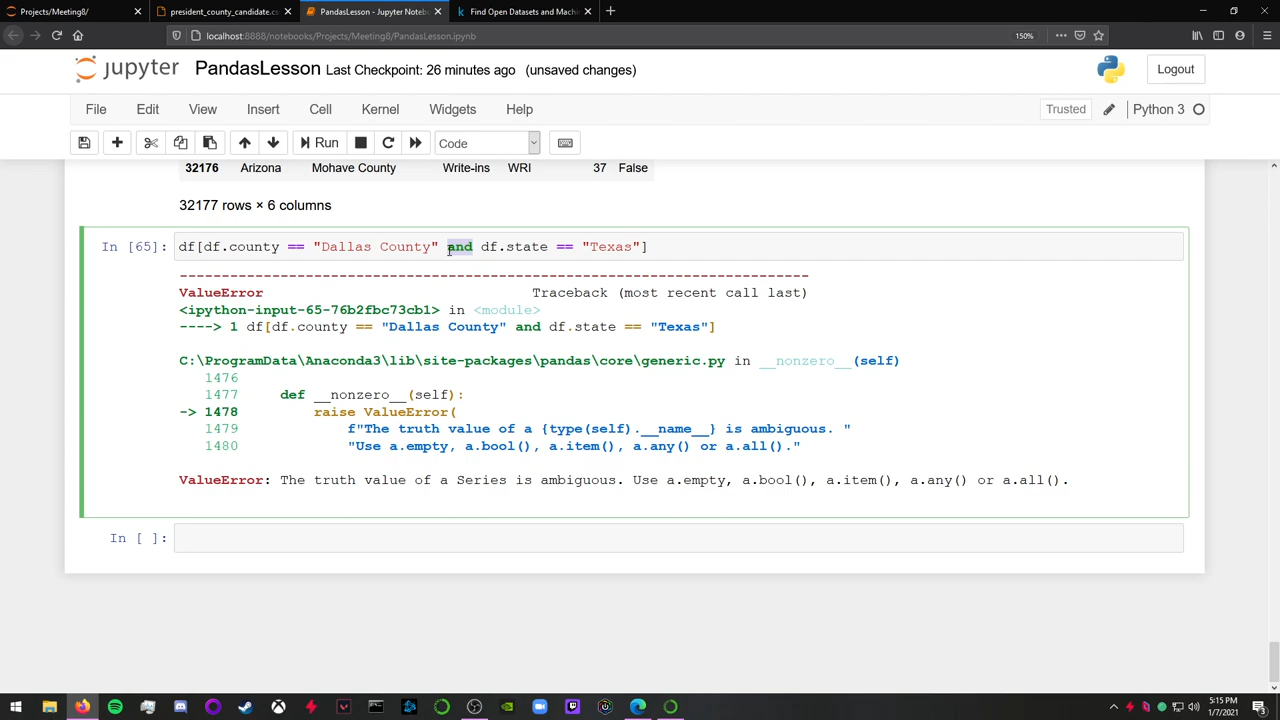 Projects/Meeting8/
president_county_candidate.cs
PandasLesson - Jupyter Noteb
Find Open Datasets and Machi
localhost:8888/notebooks/Projects/Meeting8/PandasLesson.ipynb
150%
jupyter PandasLesson Last Checkpoint: 26 minutes ago (unsaved changes)
Logout
File Edit View Insert Cell Kernel Widgets Help
Trusted
Python 3
Run
Code
32176 Arizona Mohave County Write-ins WRI 37 False
32177 rows × 6 columns
In [65]: df[df.county == "Dallas County" and df.state == "Texas"]
---------------------------------------------------------------------------
ValueError Traceback (most recent call last)
<ipython-input-65-76b2fbc73cb1> in <module>
----> 1 df[df.county == "Dallas County" and df.state == "Texas"]
C:\ProgramData\Anaconda3\lib\site-packages\pandas\core\generic.py in __nonzero__(self)
1476
1477 def __nonzero__(self):
-> 1478 raise ValueError(
1479 f"The truth value of a {type(self).__name__} is ambiguous. "
1480 "Use a.empty, a.bool(), a.item(), a.any() or a.all()."
ValueError: The truth value of a Series is ambiguous. Use a.empty, a.bool(), a.item(), a.any() or a.all().
In [ ]:
5:15 PM
1/7/2021